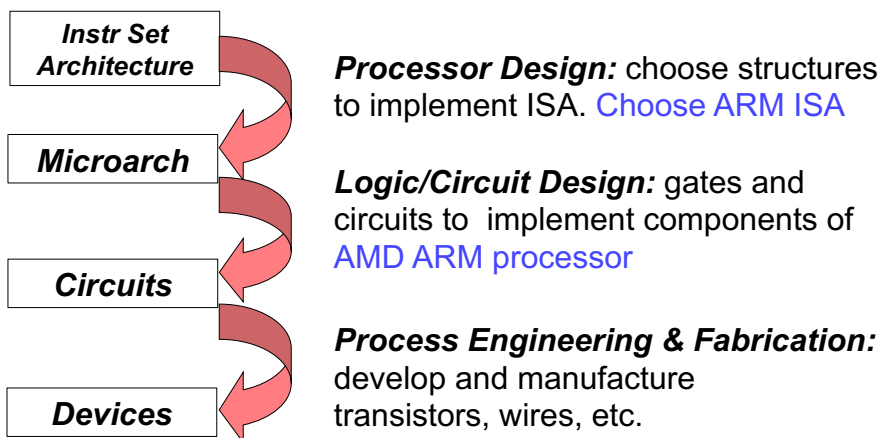 Instr Set
Architecture
Processor Design: choose structures
to implement ISA. Choose ARM ISA
Microarch
Logic/Circuit Design: gates and
circuits to implement components of
AMD ARM processor
Circuits
Process Engineering & Fabrication:
develop and manufacture
transistors, wires, etc.
Devices